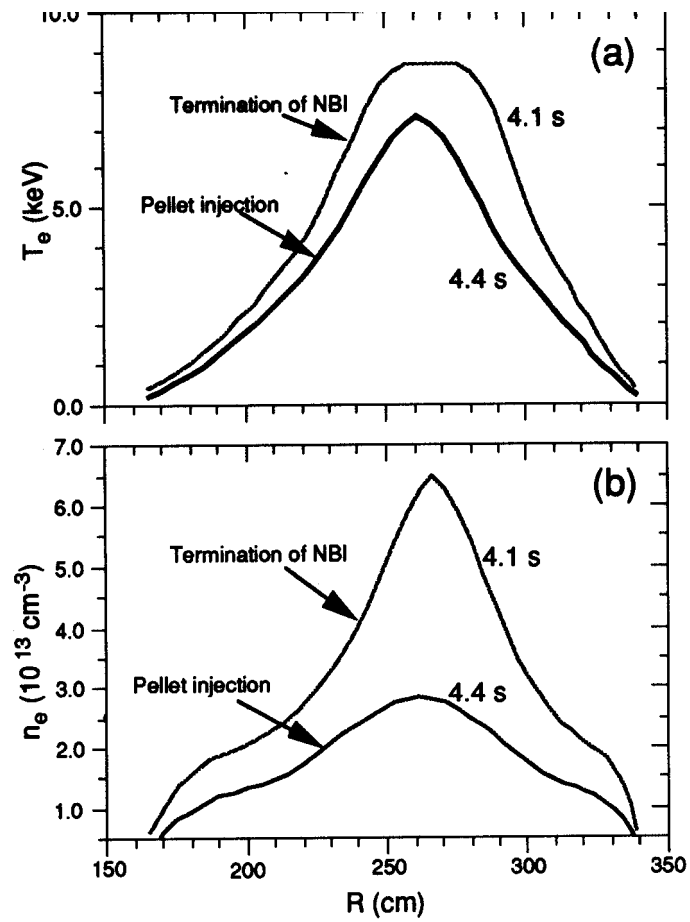 10.0
(a)
Termination of NBI
4.1 s
Pellet injection
5.0
Te (keV)
4.4 s
0.0
7.0
(b)
6.0
Termination of NBI
4.1 s
5.0
4.0
Pellet injection
4.4 s
3.0
ne (10 13 cm-3)
2.0
1.0
150 200 250 300 350
R (cm)